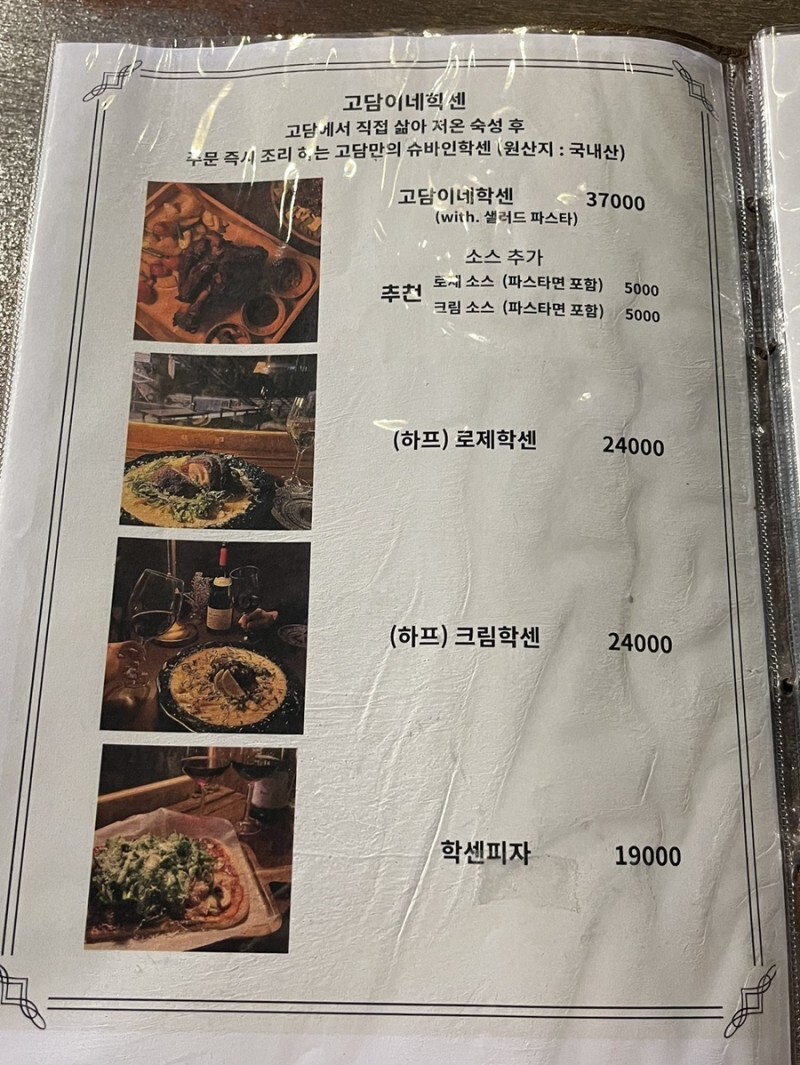 고담이네학센
고담에서 직접 삶아 저온 숙성 후
주문 즉시 조리 하는 고담만의 슈바인학센 (원산지 : 국내산)
고담이네학센 37000
(with. 샐러드 파스타)
소스 추가
추천
로제 소스 (파스타면 포함) 5000
크림 소스 (파스타면 포함) 5000
(하프) 로제학센 24000
(하프) 크림학센 24000
학센피자 19000